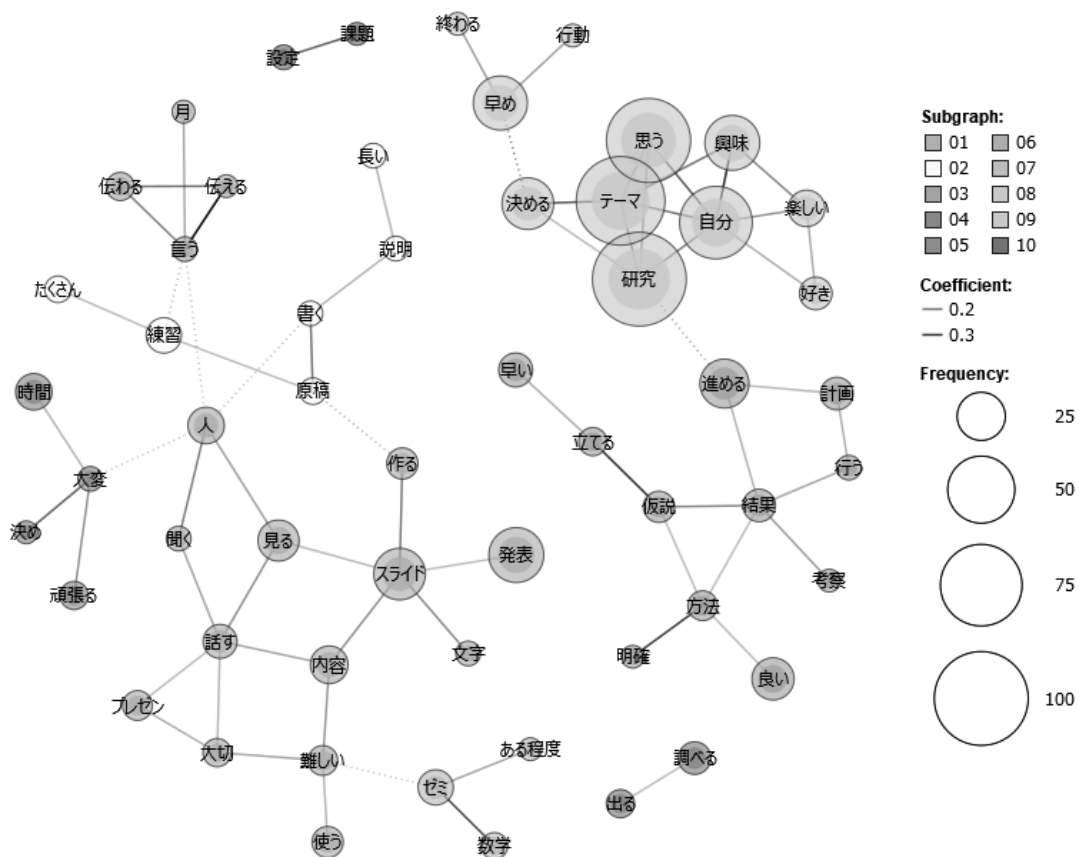 終わる
行動
課題
設定
早め
月
思う
興味
長い
伝わる
伝える
テーマ
決める
自分
楽しい
言う
説明
研究
たくさん
書く
好き
練習
早い
進める
時間
原稿
計画
人
立てる
作る
行う
大変
仮説
結果
決め
聞く
見る
発表
スライド
考察
頑張る
方法
話す
文字
明確
内容
良い
プレゼン
大切
難しい
ある程度
調べる
ゼミ
出る
使う
数学
Subgraph:
01 06
02 07
03 08
04 09
05 10
Coefficient:
0.2
0.3
Frequency:
25
50
75
100